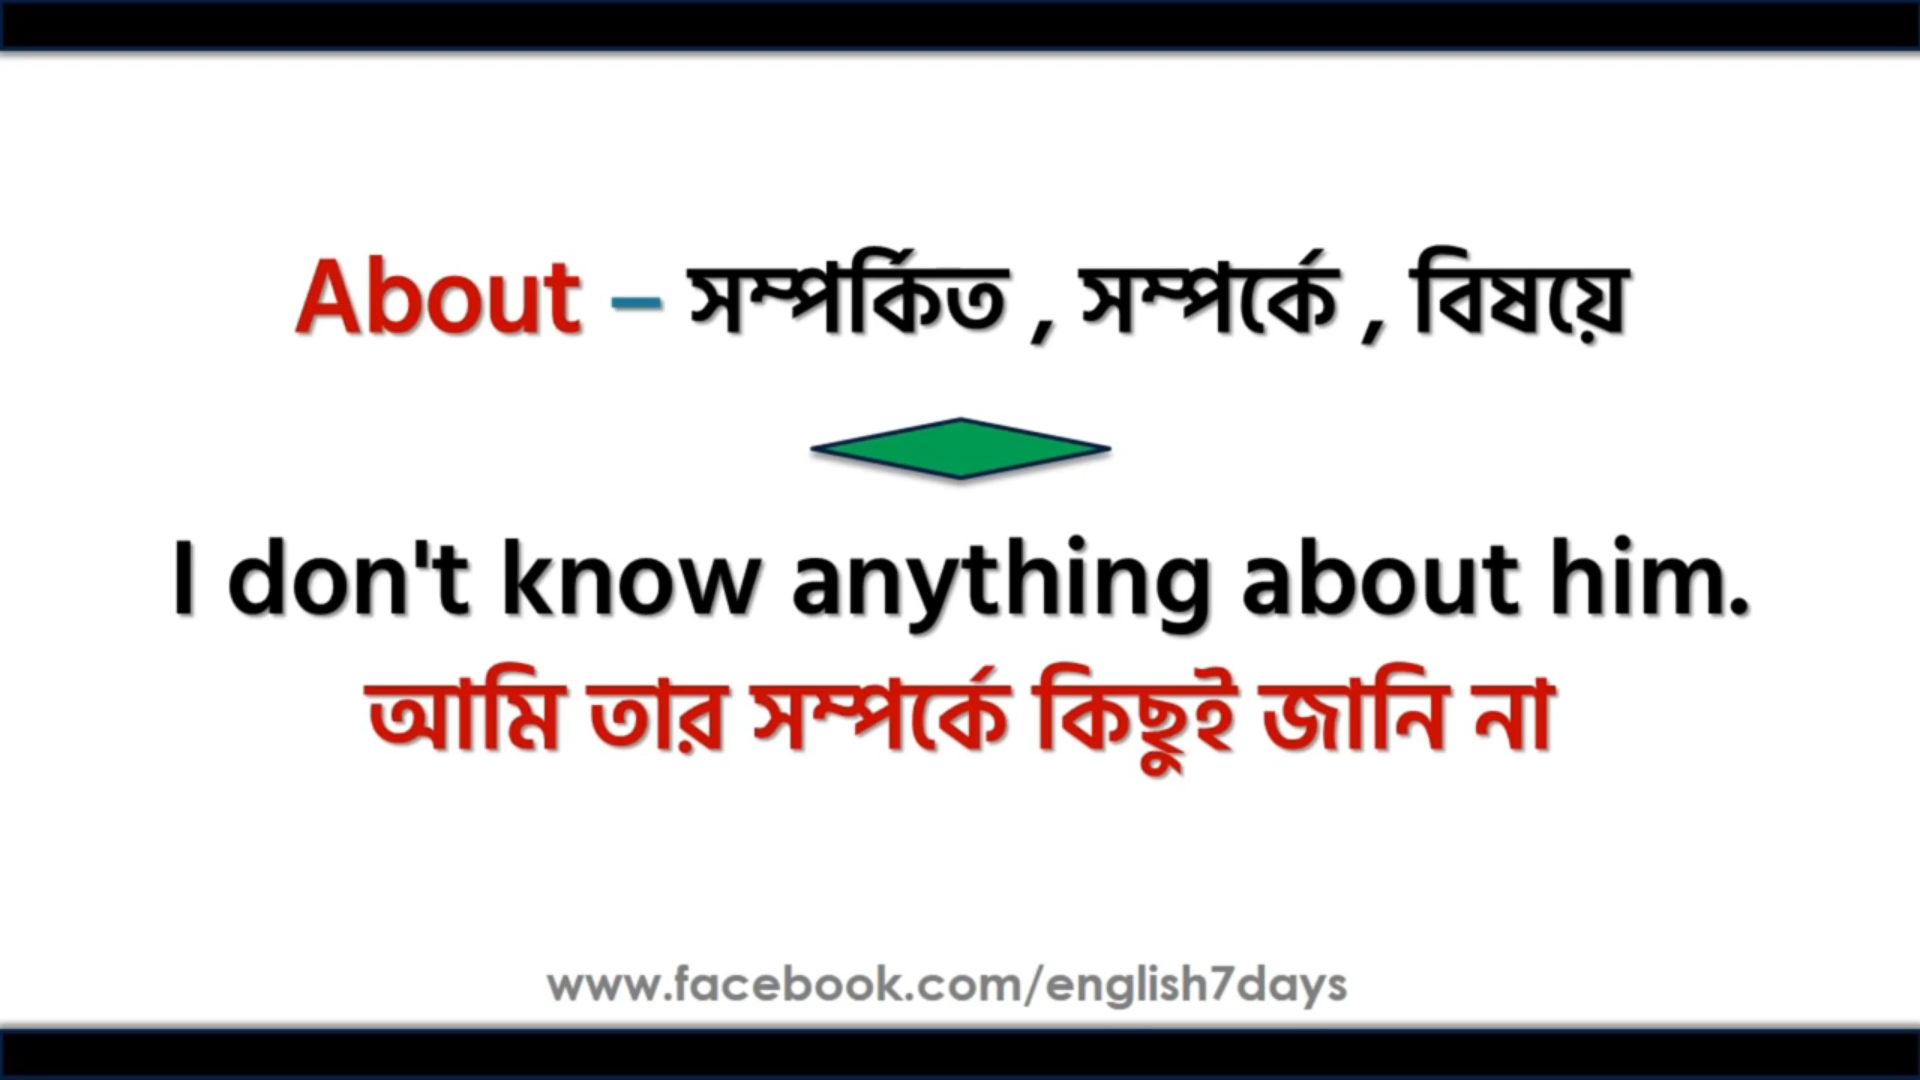 About – সম্পর্কিত , সম্পর্কে , বিষয়ে
I don't know anything about him.
আমি তার সম্পর্কে কিছুই জানি না
www.facebook.com/english7days